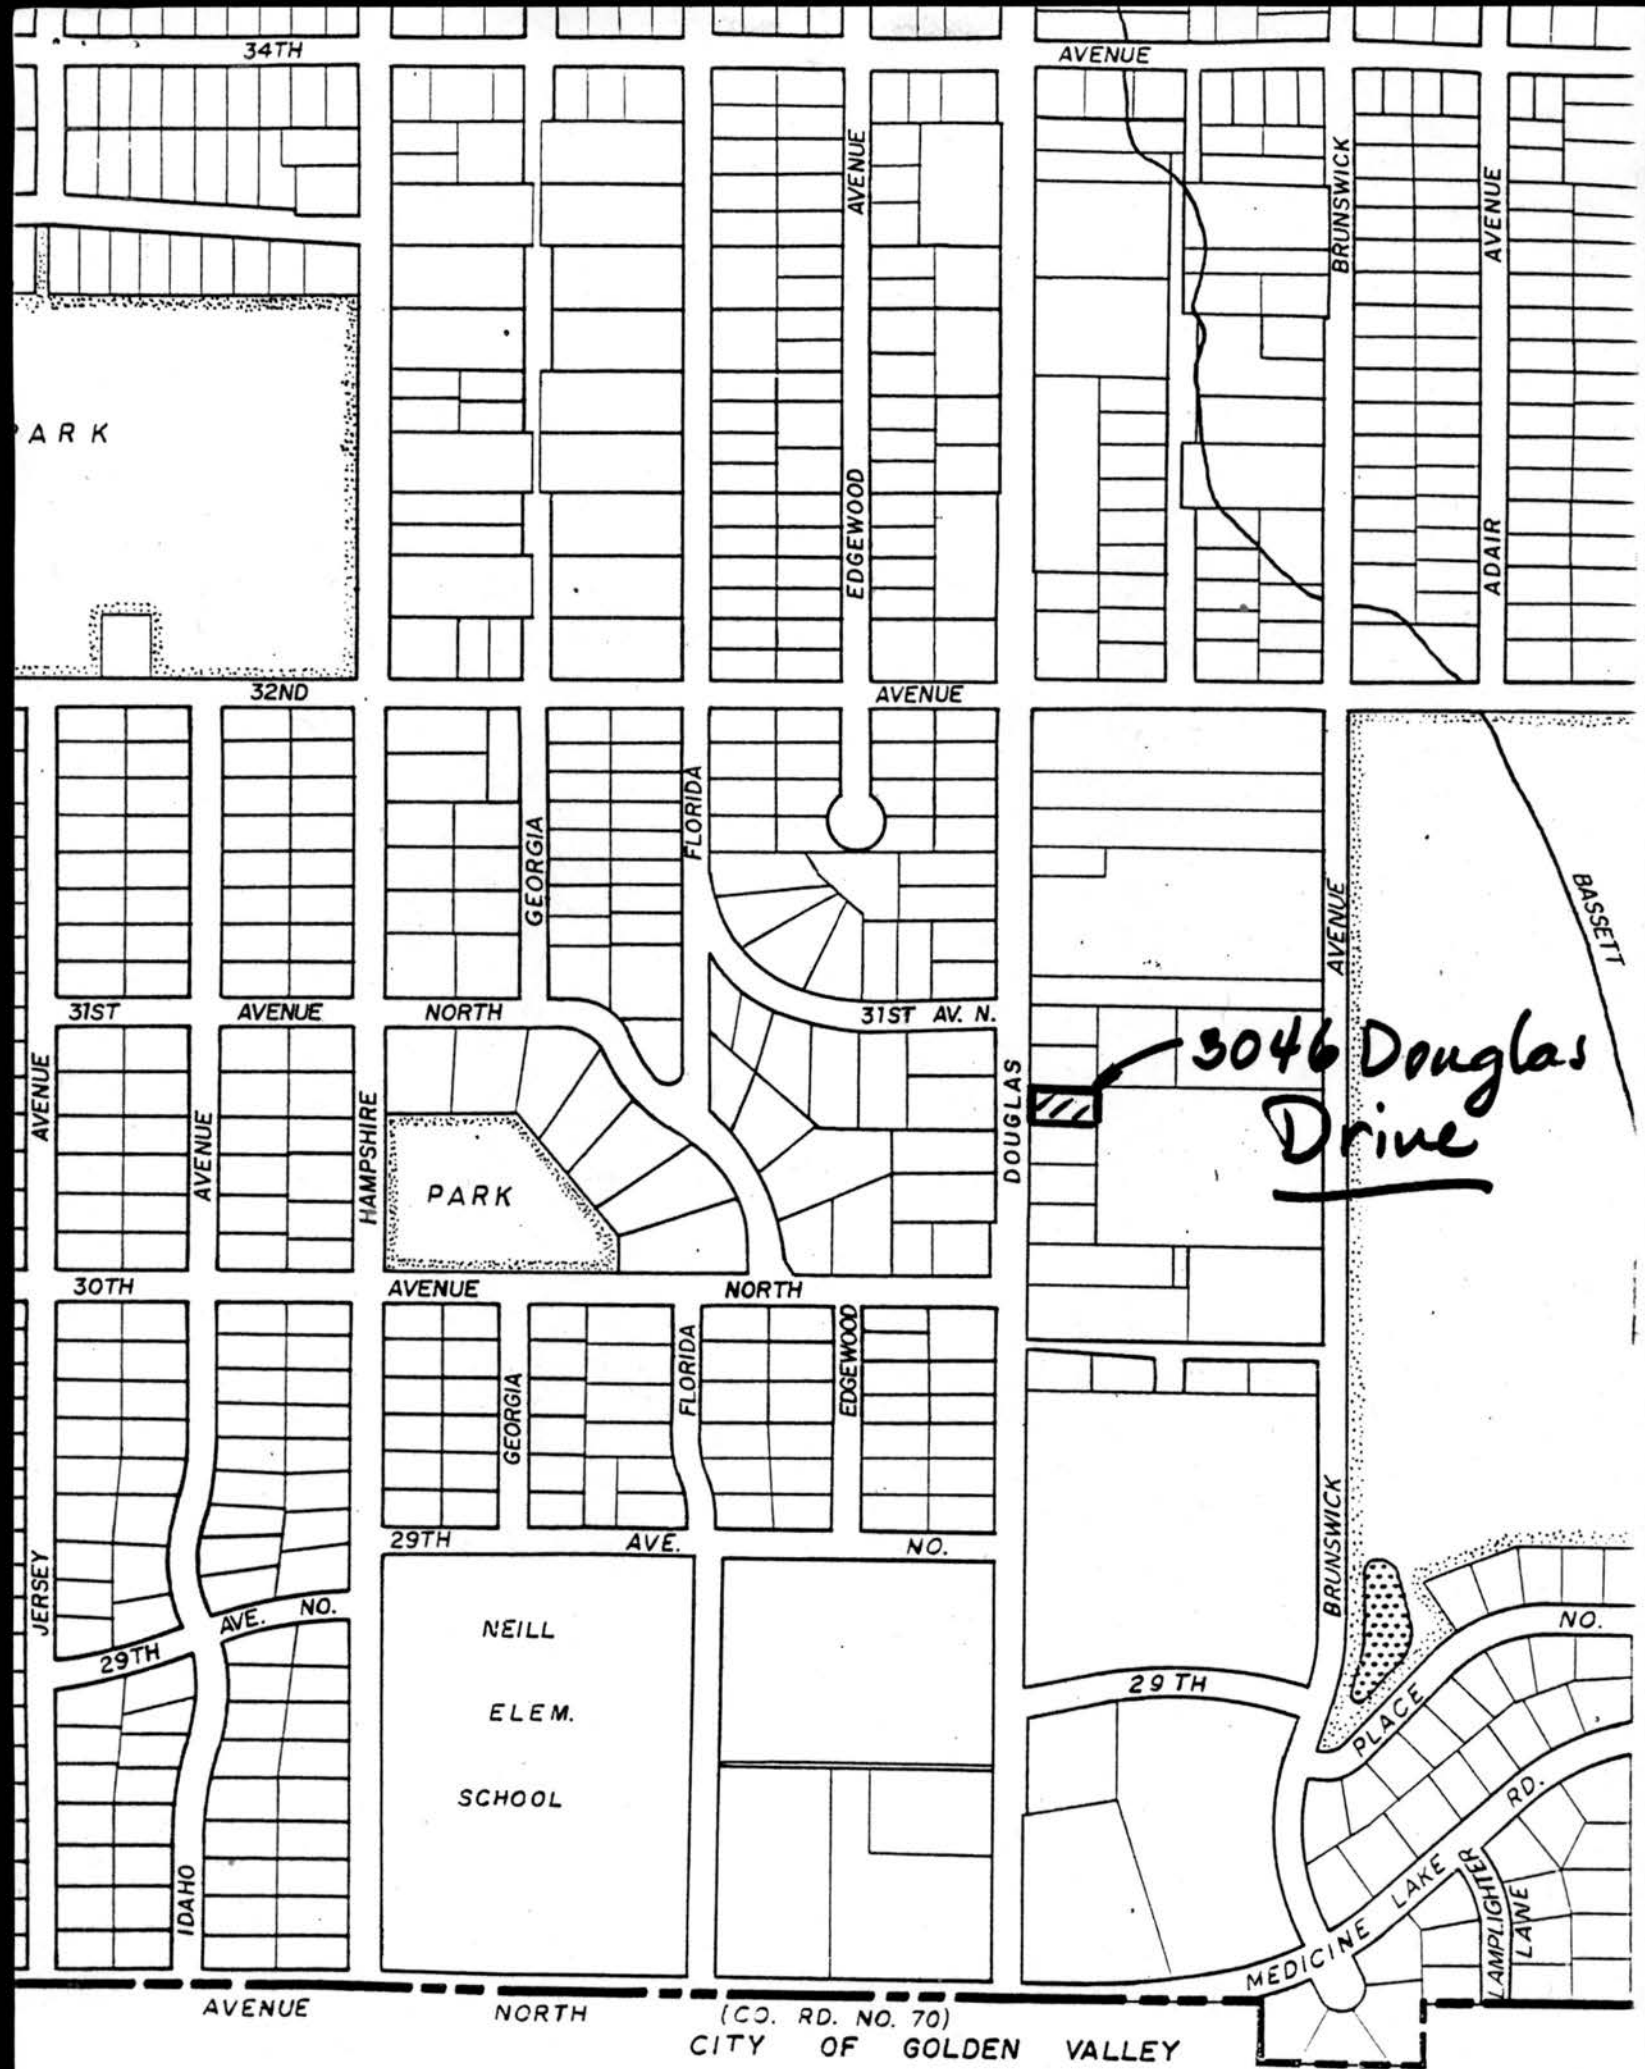 34TH AVENUE
AVENUE
BRUNSWICK
AVENUE
ARK
EDGEWOOD
ADAIR
32ND AVENUE
FLORIDA
GEORGIA
AVENUE
BASSETT
31ST AVENUE NORTH
31ST AV. N.
3046 Douglas
Drive
AVENUE
AVENUE
HAMPSHIRE
DOUGLAS
PARK
30TH AVENUE NORTH
GEORGIA
FLORIDA
EDGEWOOD
BRUNSWICK
29TH AVE. NO.
JERSEY
29TH AVE. NO.
NEILL
ELEM.
SCHOOL
29TH
PLACE
NO.
IDAHO
MEDICINE LAKE RD.
LAMPLIGHTER
LAWE
AVENUE NORTH (CO. RD. NO. 70)
CITY OF GOLDEN VALLEY